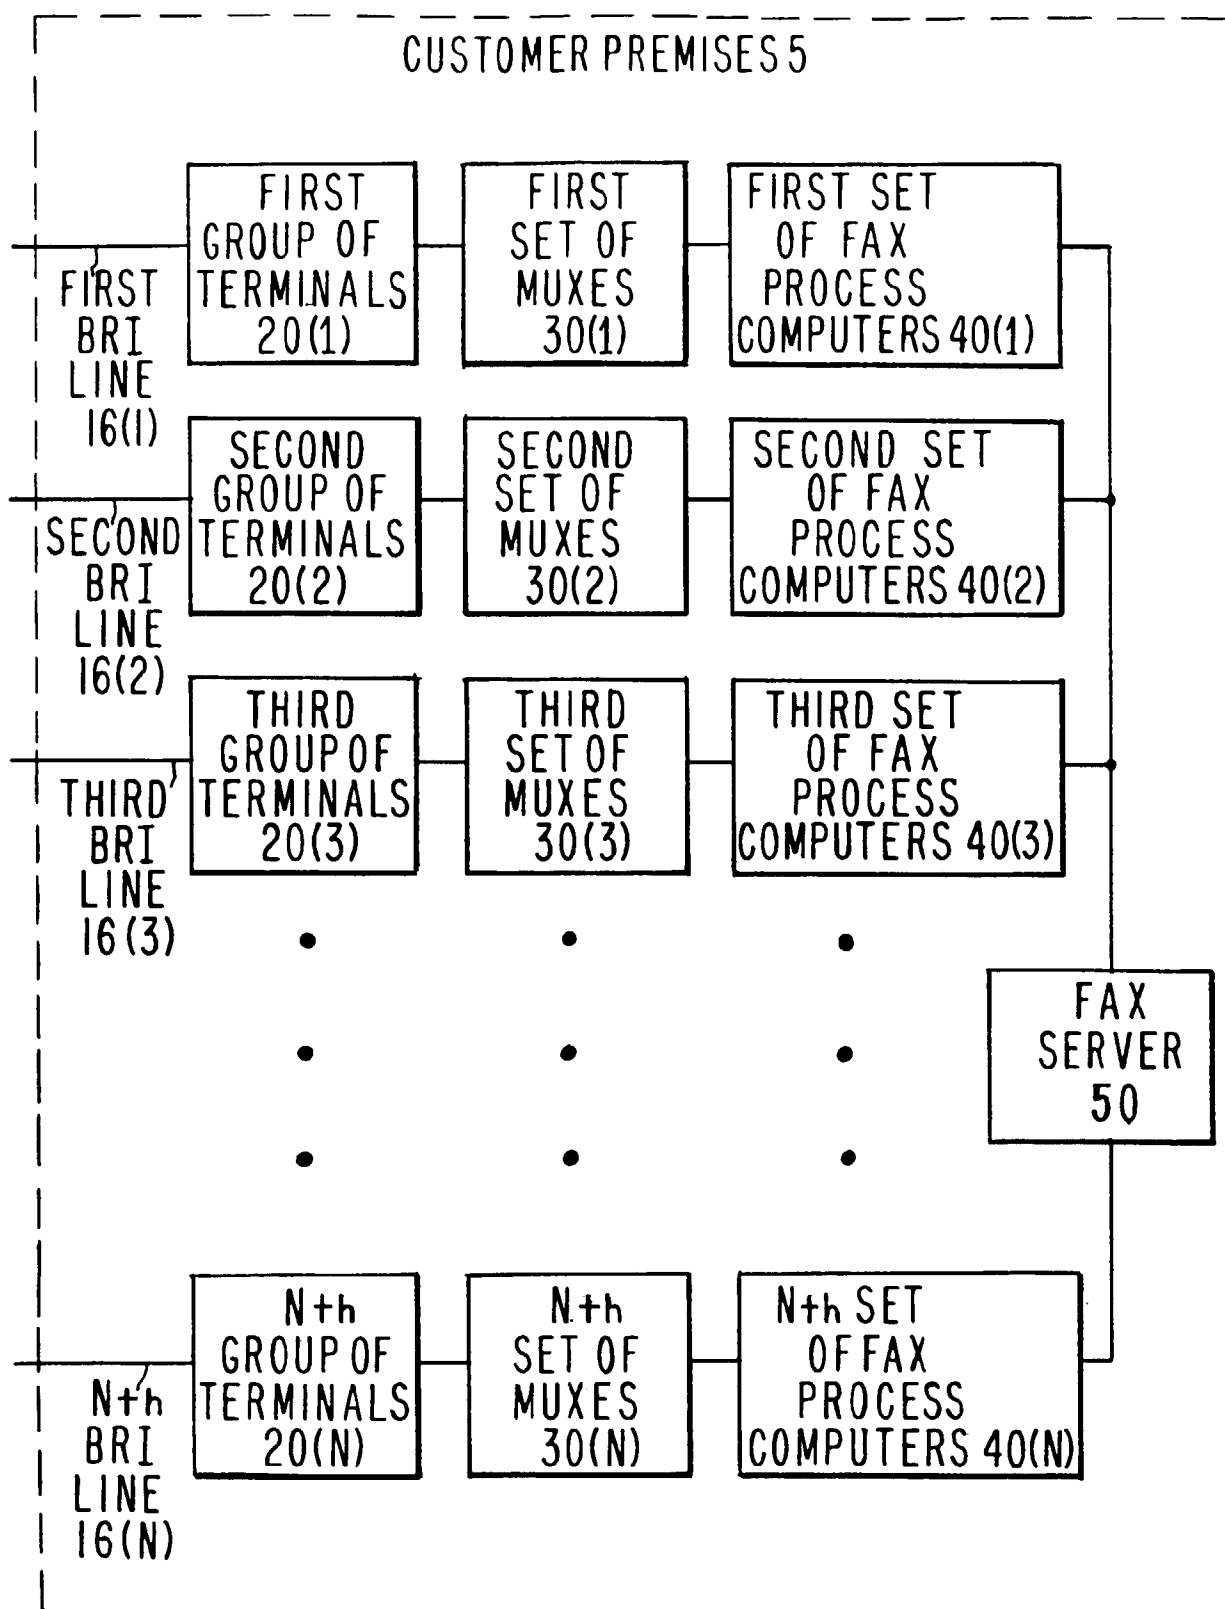 CUSTOMER PREMISES 5
FIRST
GROUP OF
TERMINALS
20(1)
FIRST
SET OF
MUXES
30(1)
FIRST SET
OF FAX
PROCESS
COMPUTERS 40(1)
FIRST
BRI
LINE
16(1)
SECOND
GROUP OF
TERMINALS
20(2)
SECOND
SET OF
MUXES
30(2)
SECOND SET
OF FAX
PROCESS
COMPUTERS 40(2)
SECOND
BRI
LINE
16(2)
THIRD
GROUP OF
TERMINALS
20(3)
THIRD
SET OF
MUXES
30(3)
THIRD SET
OF FAX
PROCESS
COMPUTERS 40(3)
THIRD
BRI
LINE
16(3)
FAX
SERVER
50
Nth
GROUP OF
TERMINALS
20(N)
Nth
SET OF
MUXES
30(N)
Nth SET
OF FAX
PROCESS
COMPUTERS 40(N)
Nth
BRI
LINE
16(N)